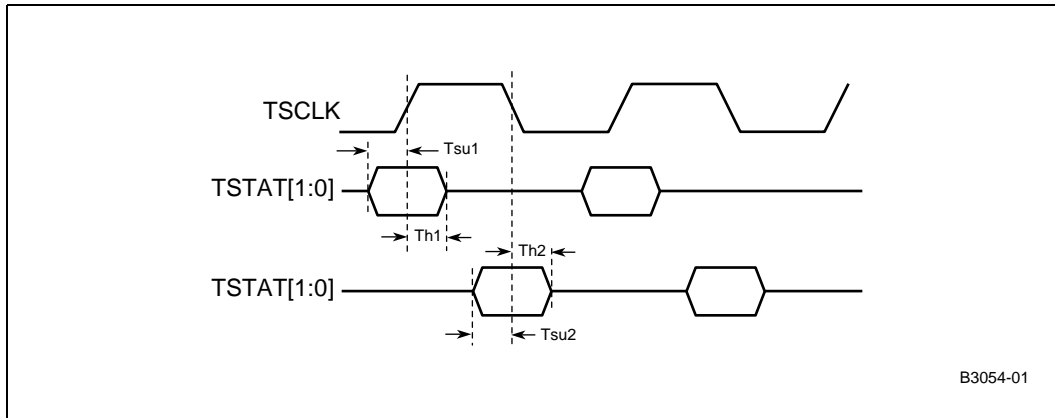 TSCLK
Tsu1
TSTAT[1:0]
Th1
Th2
TSTAT[1:0]
Tsu2
B3054-01